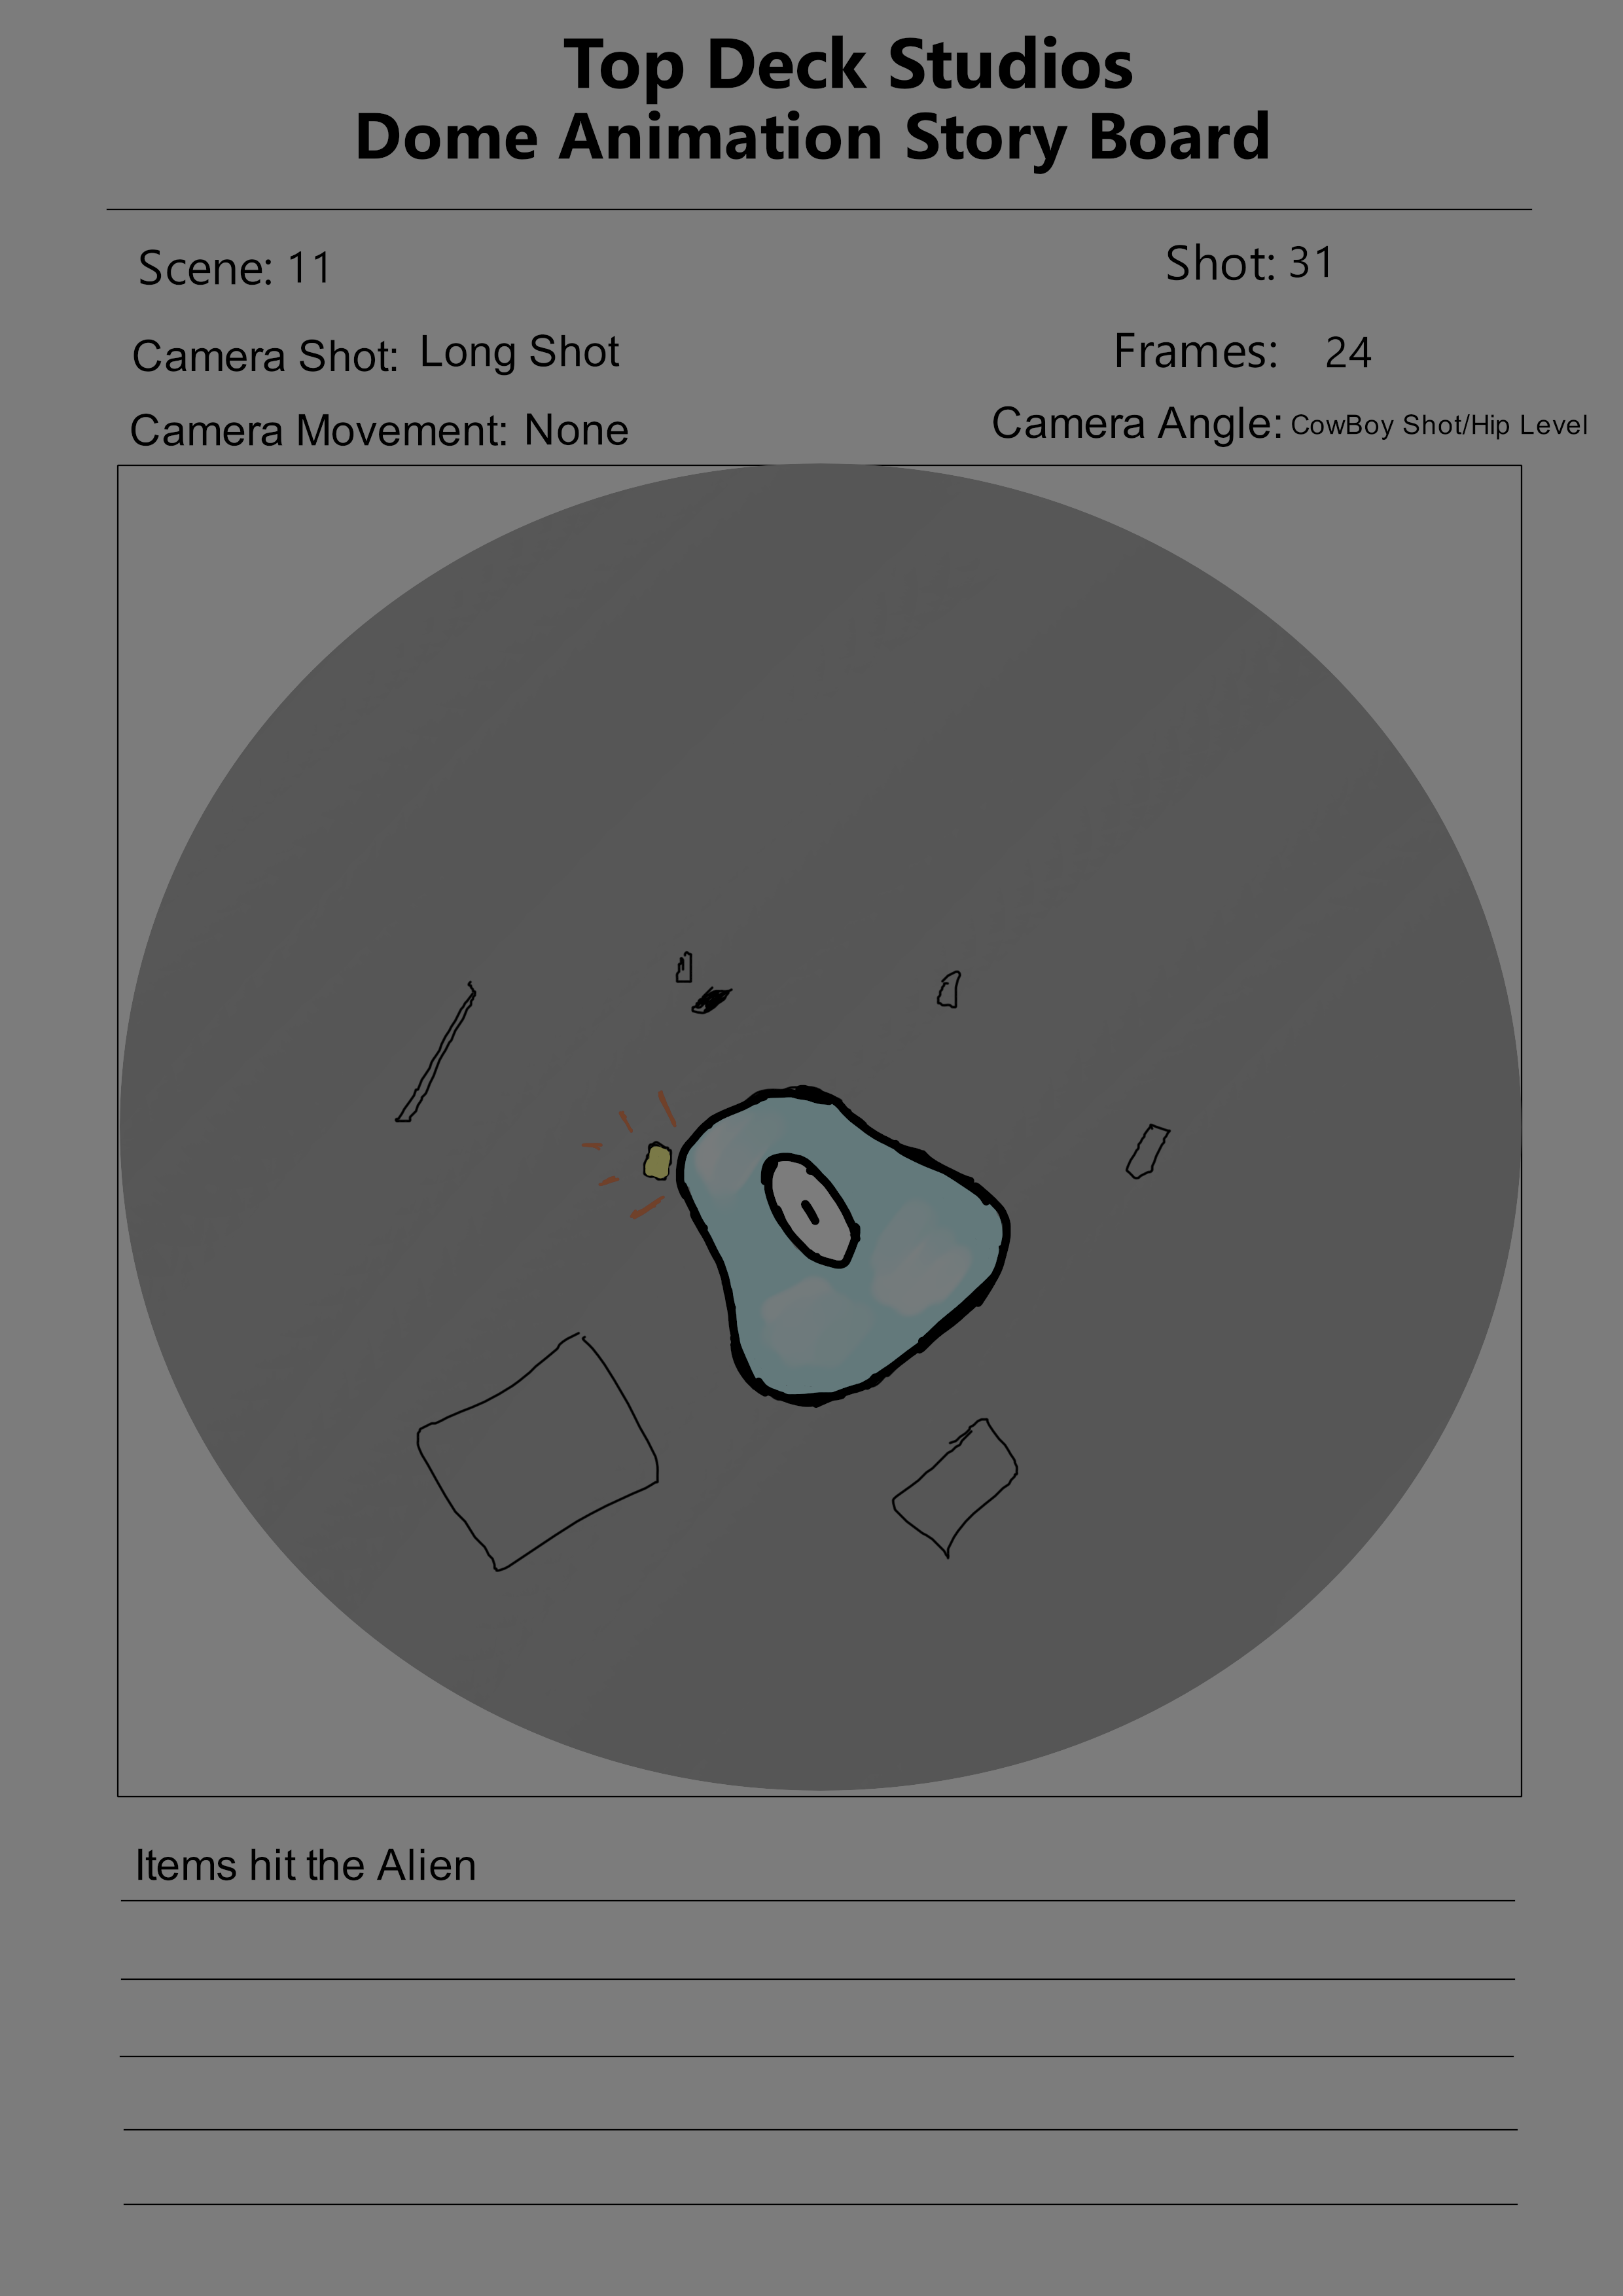 Top Deck Studios
Dome Animation Story Board
Scene: 11
Shot: 31
Camera Shot: Long Shot
Frames: 24
Camera Movement: None
Camera Angle: CowBoy Shot/Hip Level
Items hit the Alien